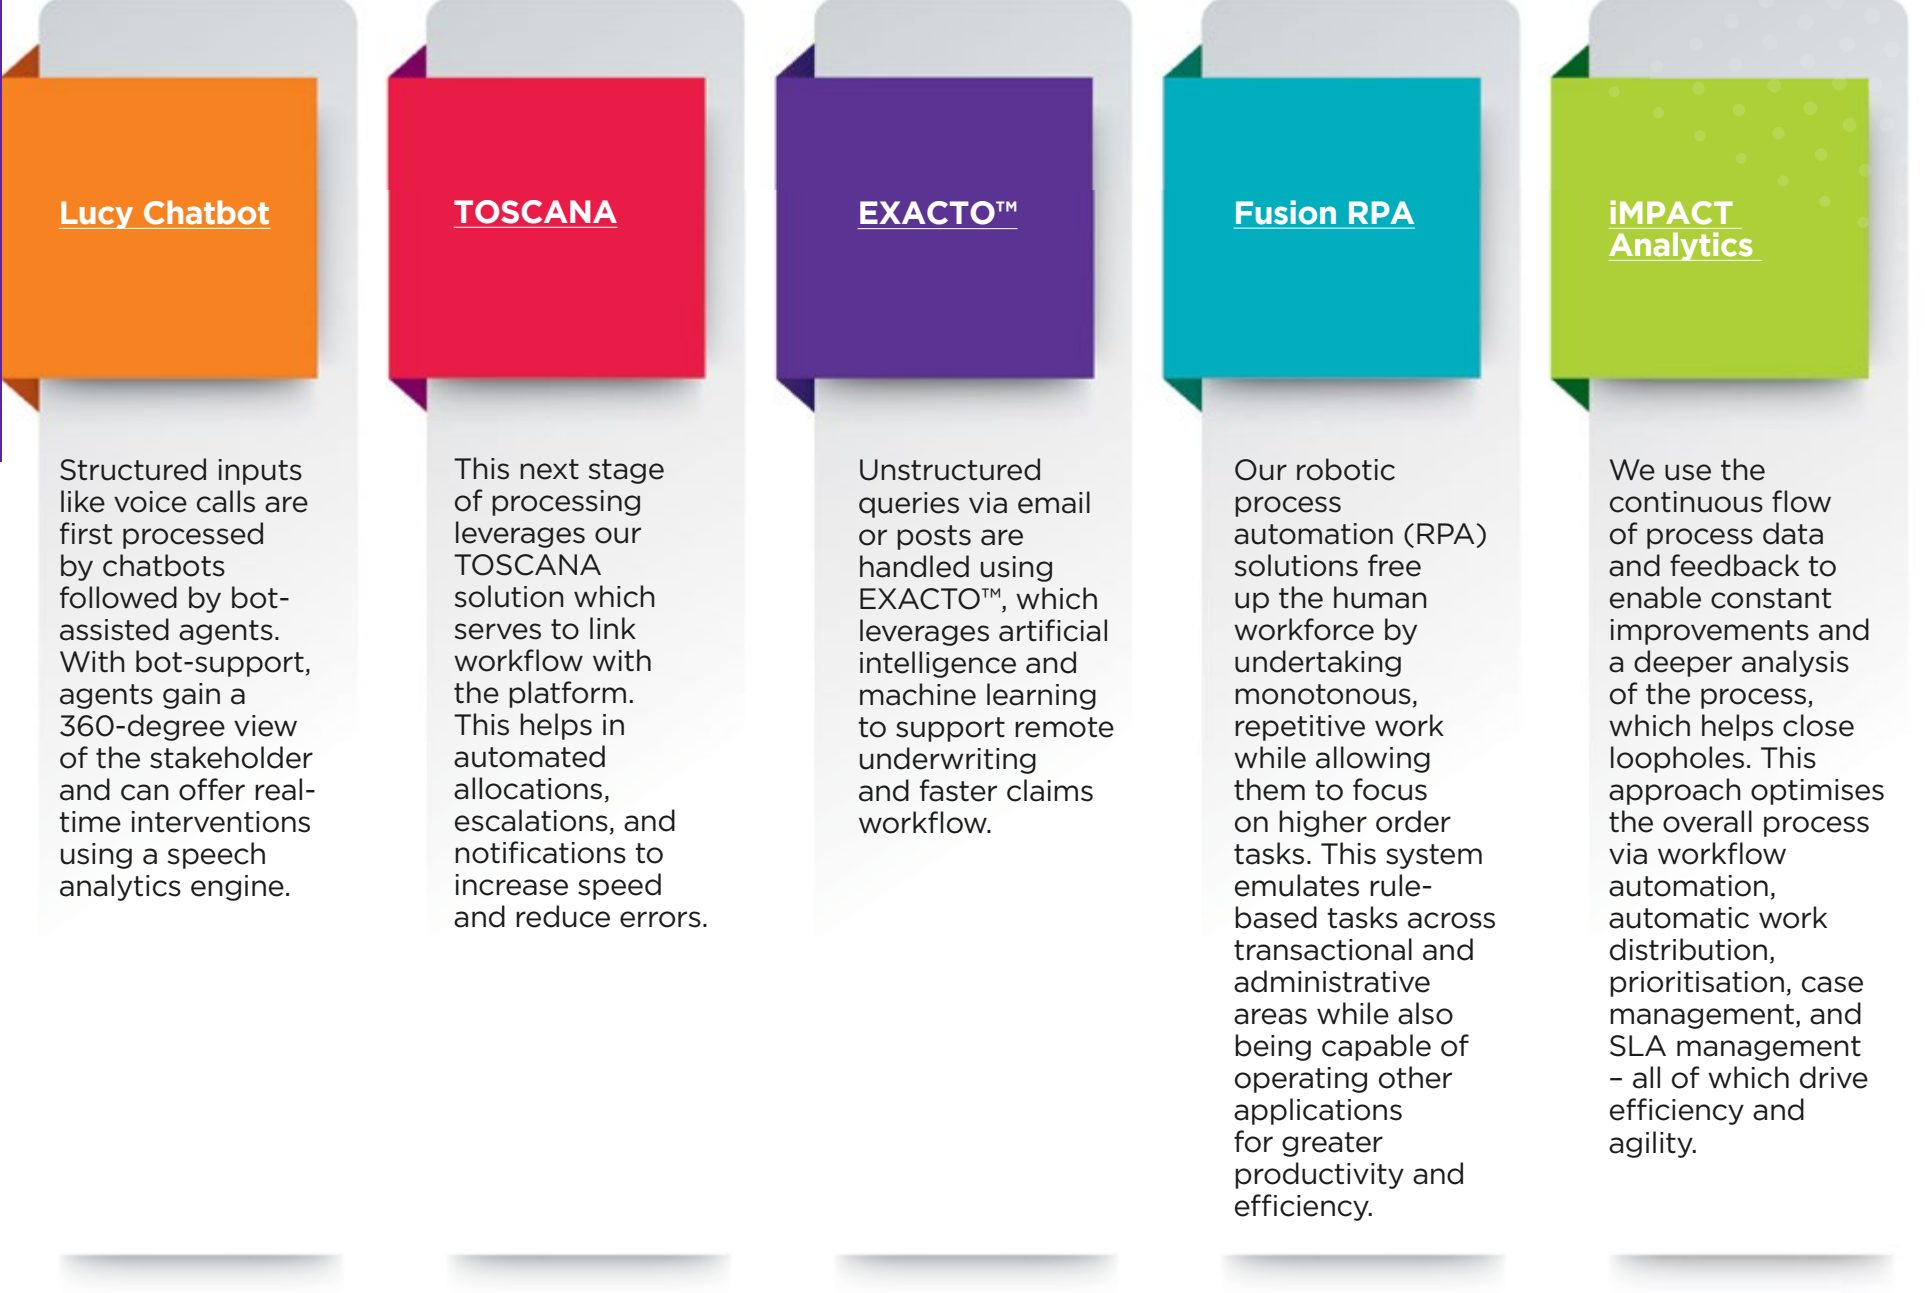 Lucy Chatbot
Structured inputs
like voice calls are
first processed
by chatbots
followed by bot-
assisted agents.
With bot-support,
agents gain a
360-degree view
of the stakeholder
and can offer real-
time interventions
using a speech
analytics engine.
TOSCANA
This next stage
of processing
leverages our
TOSCANA
solution which
serves to link
workflow with
the platform.
This helps in
automated
allocations,
escalations, and
notifications to
increase speed
and reduce errors.
EXACTO™
Unstructured
queries via email
or posts are
handled using
EXACTO™, which
leverages artificial
intelligence and
machine learning
to support remote
underwriting
and faster claims
workflow.
Fusion RPA
Our robotic
process
automation (RPA)
solutions free
up the human
workforce by
undertaking
monotonous,
repetitive work
while allowing
them to focus
on higher order
tasks. This system
emulates rule-
based tasks across
transactional and
administrative
areas while also
being capable of
operating other
applications
for greater
productivity and
efficiency.
iMPACT
Analytics
We use the
continuous flow
of process data
and feedback to
enable constant
improvements and
a deeper analysis
of the process,
which helps close
loopholes. This
approach optimises
the overall process
via workflow
automation,
automatic work
distribution,
prioritisation, case
management, and
SLA management
– all of which drive
efficiency and
agility.